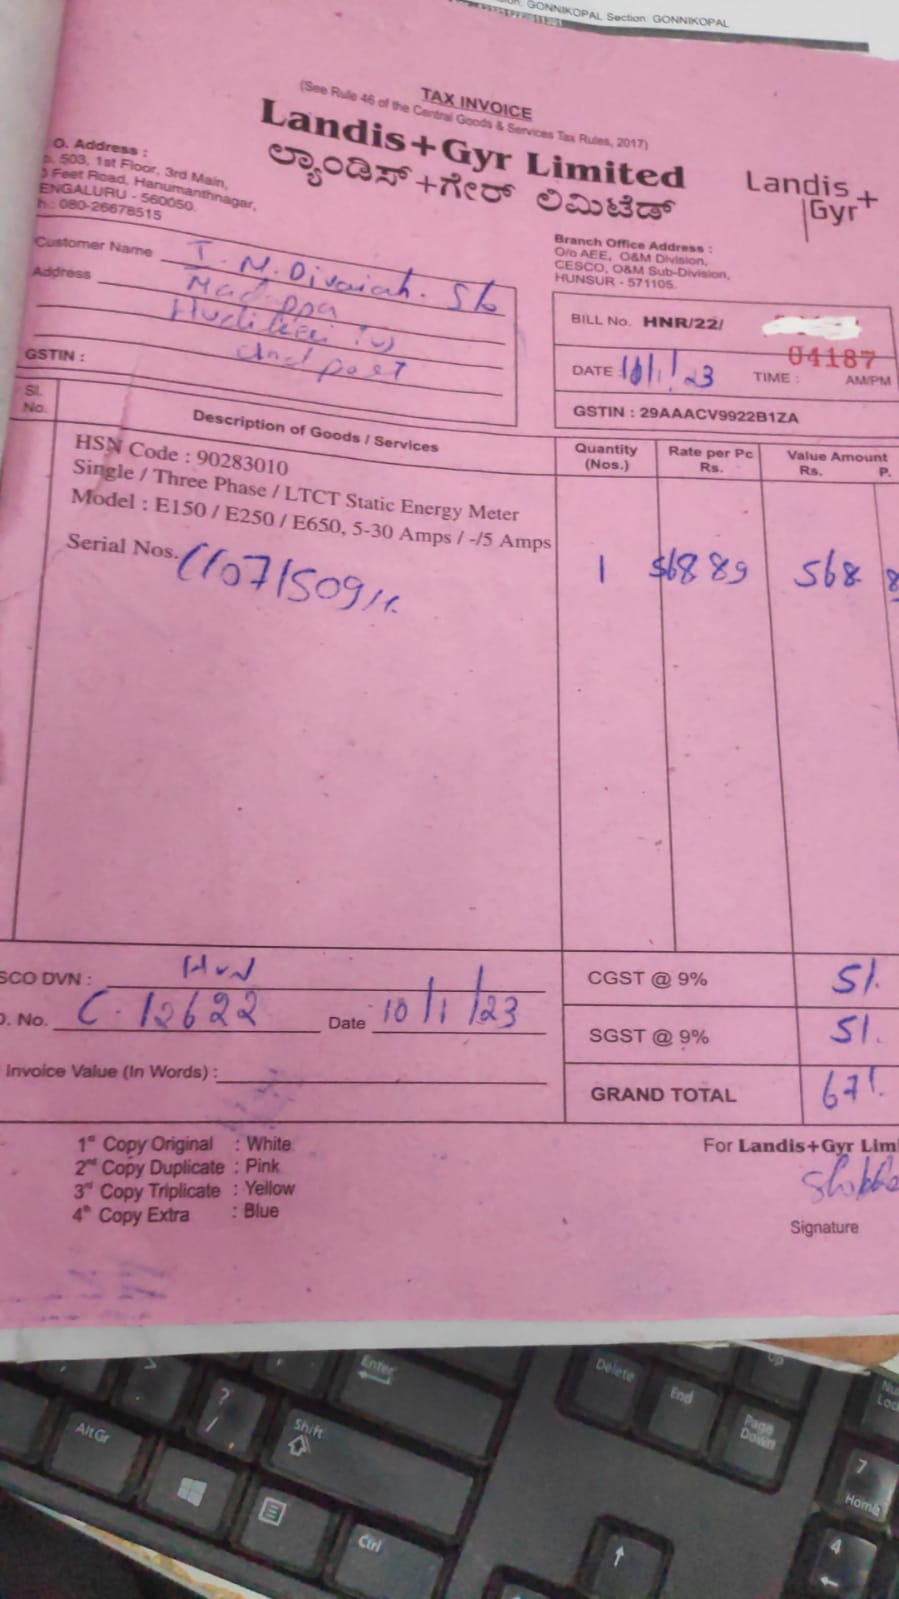 GONNIKOPAL Section. GONNIKOPAL
TAX INVOICE
(See Rule 46 of the Central Goods & Services Tax Rules, 2017)
Landis+Gyr Limited
ಲ್ಯಾಂಡಿಸ್+ಗೇರ್ ಲಿಮಿಟೆಡ್
Landis+
Gyr
O. Address :
503, 1st Floor, 3rd Main,
Feet Road, Hanumanthnagar,
ENGALURU - 560050.
h.: 080-26678515
Branch Office Address :
O/o AEE, O&M Division,
CESCO, O&M Sub-Division,
HUNSUR - 571105.
Customer Name T. M. Divaiah. S/o
Address Madappa
and post
GSTIN :
BILL No. HNR/22/
04187
DATE : 10/1/23 TIME : AM/PM
GSTIN : 29AAACV9922B1ZA
Sl. No. Description of Goods / Services Quantity (Nos.) Rate per Pc Rs. Value Amount Rs. P.
HSN Code : 90283010
Single / Three Phase / LTCT Static Energy Meter
Model : E150 / E250 / E650, 5-30 Amps / -/5 Amps
Serial Nos. 1 568 89 568
SCO DVN : Hun
No. C. 12622 Date 10/1/23
Invoice Value (In Words) :
CGST @ 9% 51.
SGST @ 9% 51.
GRAND TOTAL 671.
1st Copy Original : White
2nd Copy Duplicate : Pink
3rd Copy Triplicate : Yellow
4th Copy Extra : Blue
For Landis+Gyr Lim
Signature
Enter
Delete
End
Page Down
Shift
AltGr
Ctrl
?
/
7
Home
4